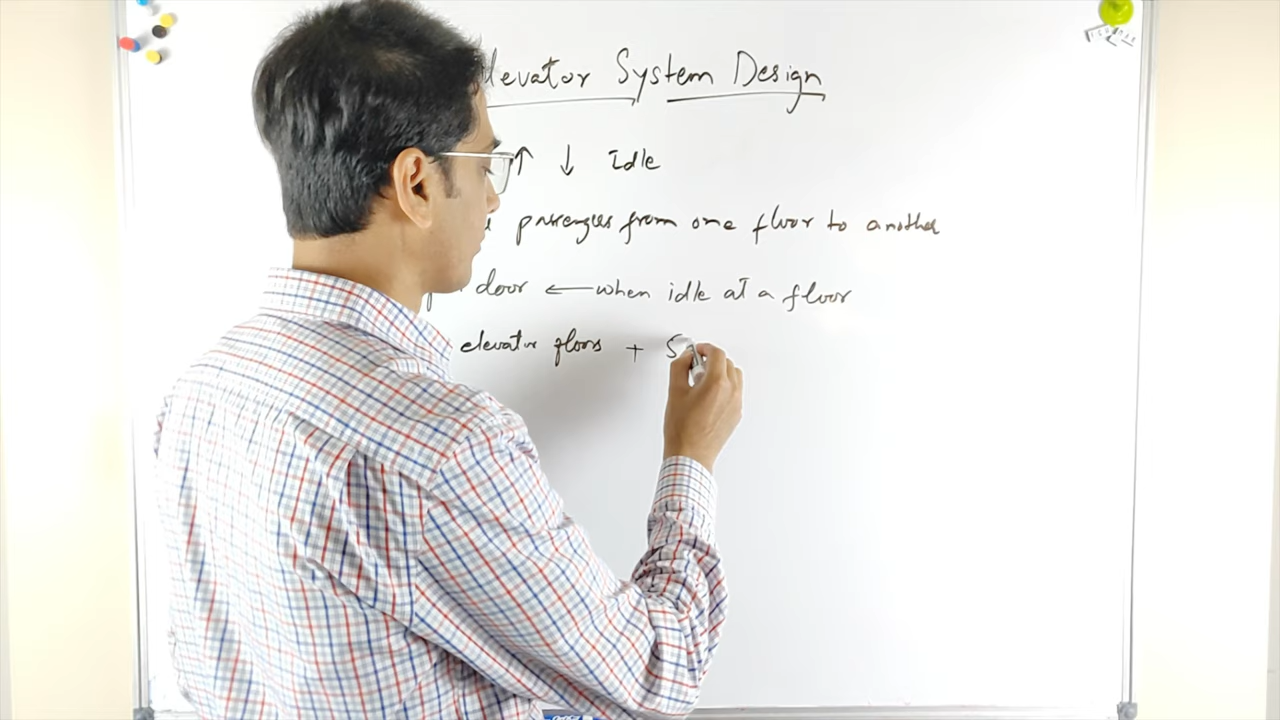 levator System Design
↑ ↓ Idle
passengers from one floor to another
door ← when idle at a floor
elevator floors + S